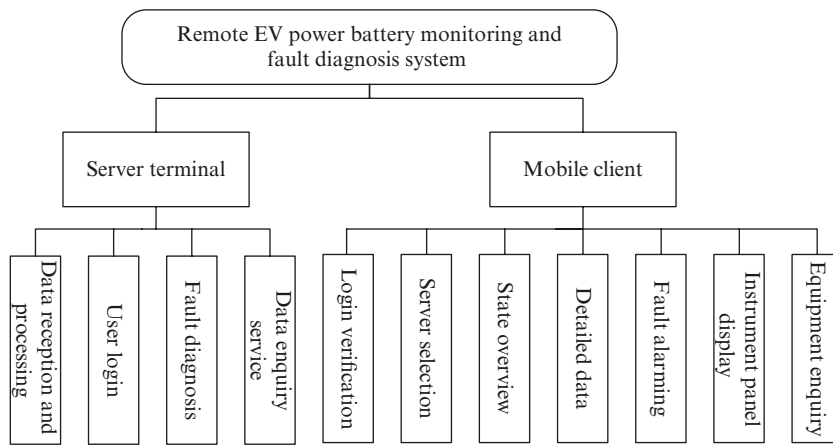 Remote EV power battery monitoring and
fault diagnosis system
Server terminal
Mobile client
Data reception and
processing
User login
Fault diagnosis
Data enquiry
service
Login verification
Server selection
State overview
Detailed data
Fault alarming
Instrument panel
display
Equipment enquiry